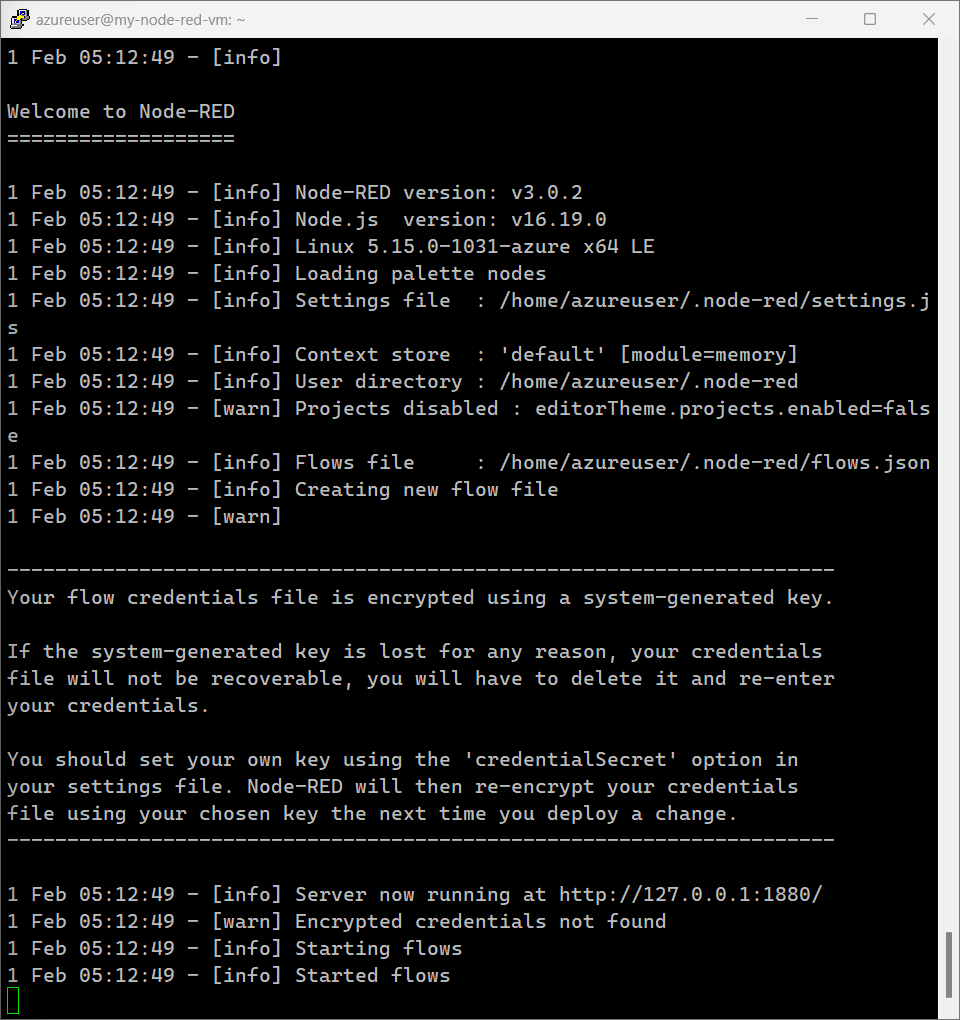 azureuser@my-node-red-vm: ~
1 Feb 05:12:49 - [info]
Welcome to Node-RED
===================
1 Feb 05:12:49 - [info] Node-RED version: v3.0.2
1 Feb 05:12:49 - [info] Node.js  version: v16.19.0
1 Feb 05:12:49 - [info] Linux 5.15.0-1031-azure x64 LE
1 Feb 05:12:49 - [info] Loading palette nodes
1 Feb 05:12:49 - [info] Settings file  : /home/azureuser/.node-red/settings.j
s
1 Feb 05:12:49 - [info] Context store  : 'default' [module=memory]
1 Feb 05:12:49 - [info] User directory : /home/azureuser/.node-red
1 Feb 05:12:49 - [warn] Projects disabled : editorTheme.projects.enabled=fals
e
1 Feb 05:12:49 - [info] Flows file     : /home/azureuser/.node-red/flows.json
1 Feb 05:12:49 - [info] Creating new flow file
1 Feb 05:12:49 - [warn]
---------------------------------------------------------------------
Your flow credentials file is encrypted using a system-generated key.
If the system-generated key is lost for any reason, your credentials
file will not be recoverable, you will have to delete it and re-enter
your credentials.
You should set your own key using the 'credentialSecret' option in
your settings file. Node-RED will then re-encrypt your credentials
file using your chosen key the next time you deploy a change.
---------------------------------------------------------------------
1 Feb 05:12:49 - [info] Server now running at http://127.0.0.1:1880/
1 Feb 05:12:49 - [warn] Encrypted credentials not found
1 Feb 05:12:49 - [info] Starting flows
1 Feb 05:12:49 - [info] Started flows